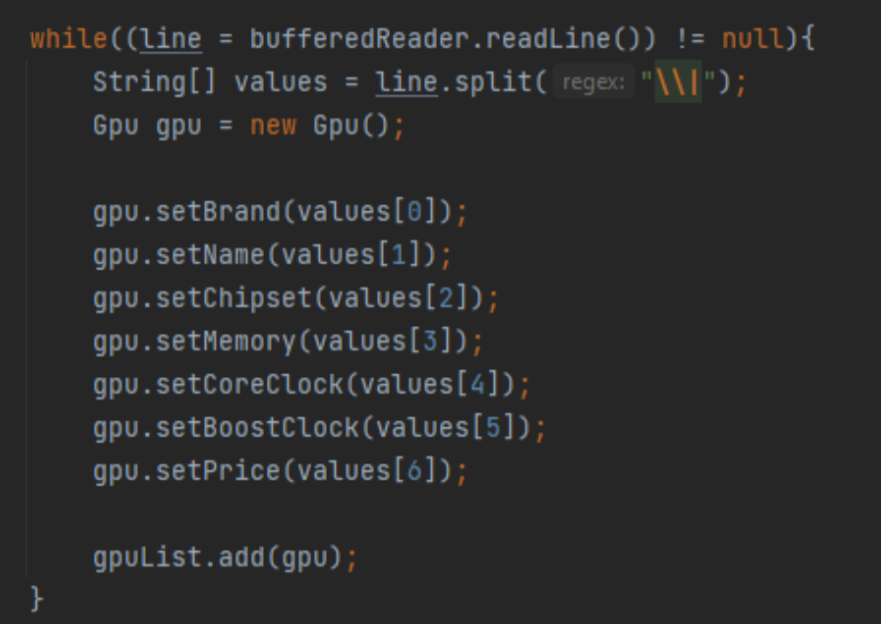 while((line = bufferedReader.readLine()) != null){
String[] values = line.split( regex: "\\|");
Gpu gpu = new Gpu();
gpu.setBrand(values[0]);
gpu.setName(values[1]);
gpu.setChipset(values[2]);
gpu.setMemory(values[3]);
gpu.setCoreClock(values[4]);
gpu.setBoostClock(values[5]);
gpu.setPrice(values[6]);
gpuList.add(gpu);
}